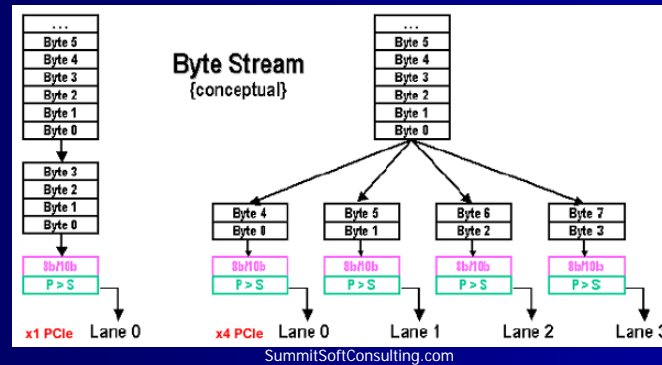 ...
Byte 5
Byte 4
Byte 3
Byte 2
Byte 1
Byte 0
Byte 3
Byte 2
Byte 1
Byte 0
8b/10b
P > S
x1 PCIe Lane 0
Byte Stream
{conceptual}
...
Byte 5
Byte 4
Byte 3
Byte 2
Byte 1
Byte 0
Byte 4 Byte 5 Byte 6 Byte 7
Byte 0 Byte 1 Byte 2 Byte 3
8b/10b 8b/10b 8b/10b 8b/10b
P > S P > S P > S P > S
x4 PCIe Lane 0 Lane 1 Lane 2 Lane 3
SummitSoftConsulting.com